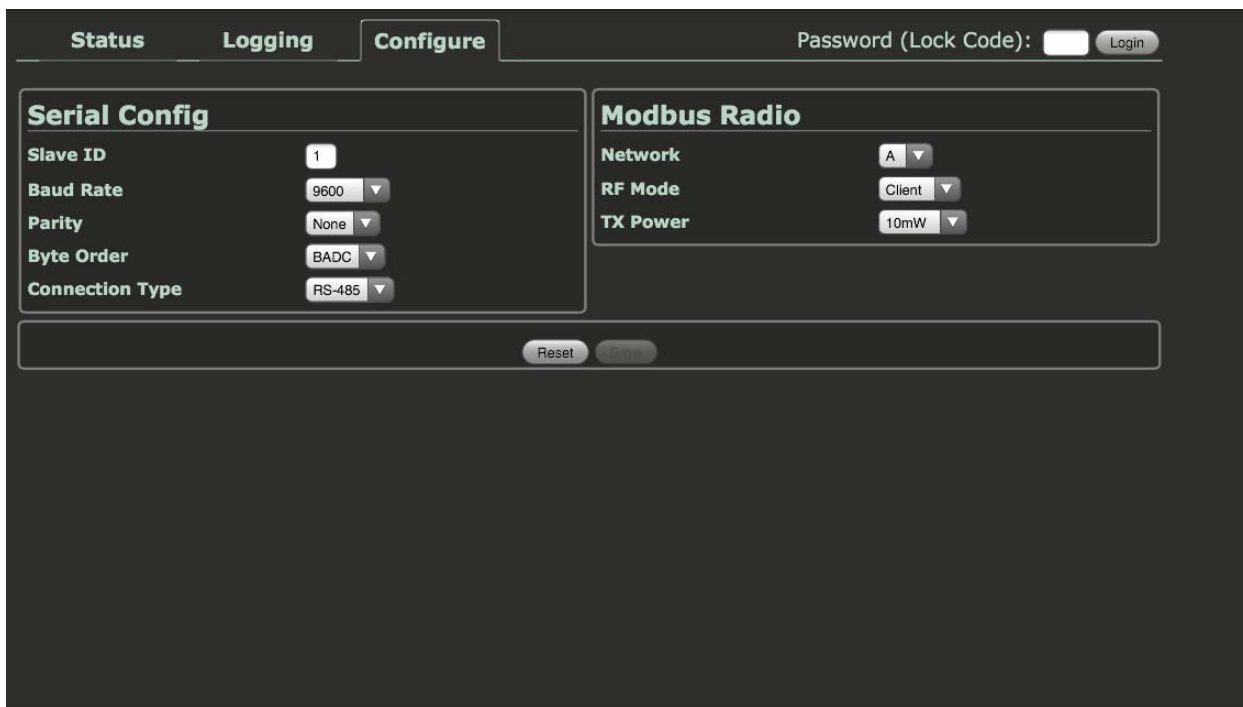 Status Logging Configure Password (Lock Code): Login
Serial Config
Slave ID 1
Baud Rate 9600
Parity None
Byte Order BADC
Connection Type RS-485
Modbus Radio
Network A
RF Mode Client
TX Power 10mW
Reset Save